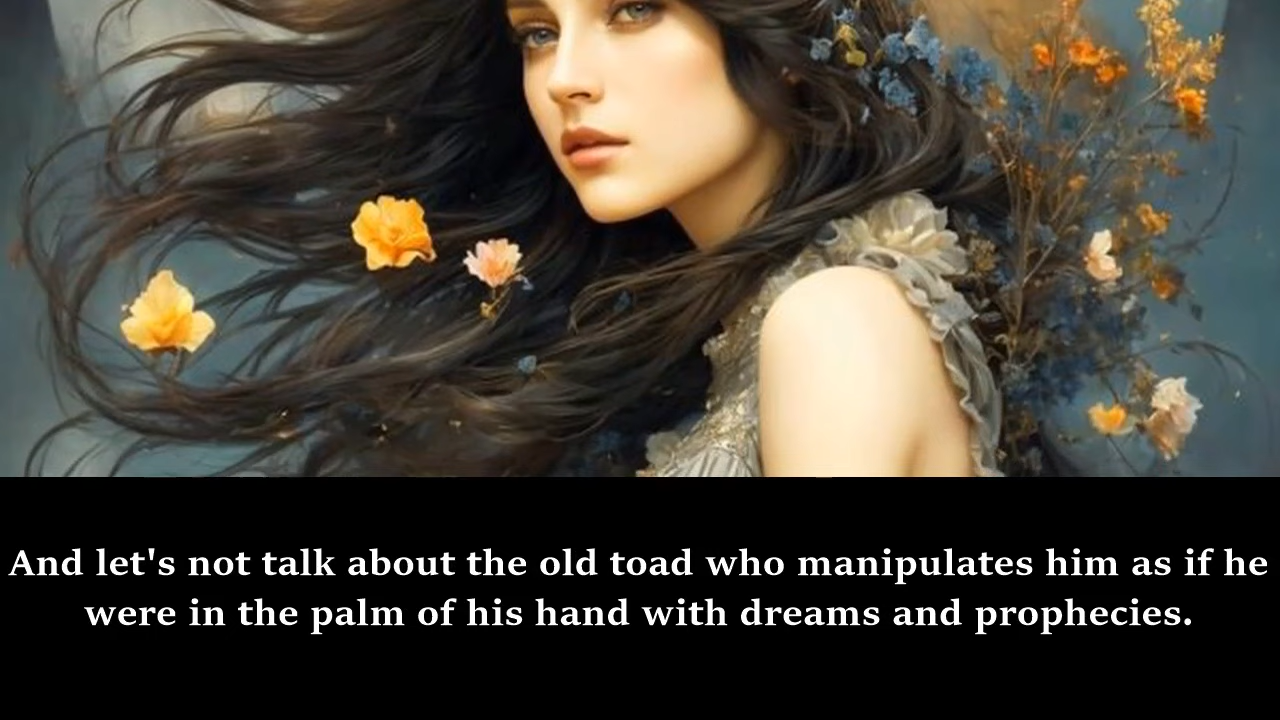 And let's not talk about the old toad who manipulates him as if he
were in the palm of his hand with dreams and prophecies.